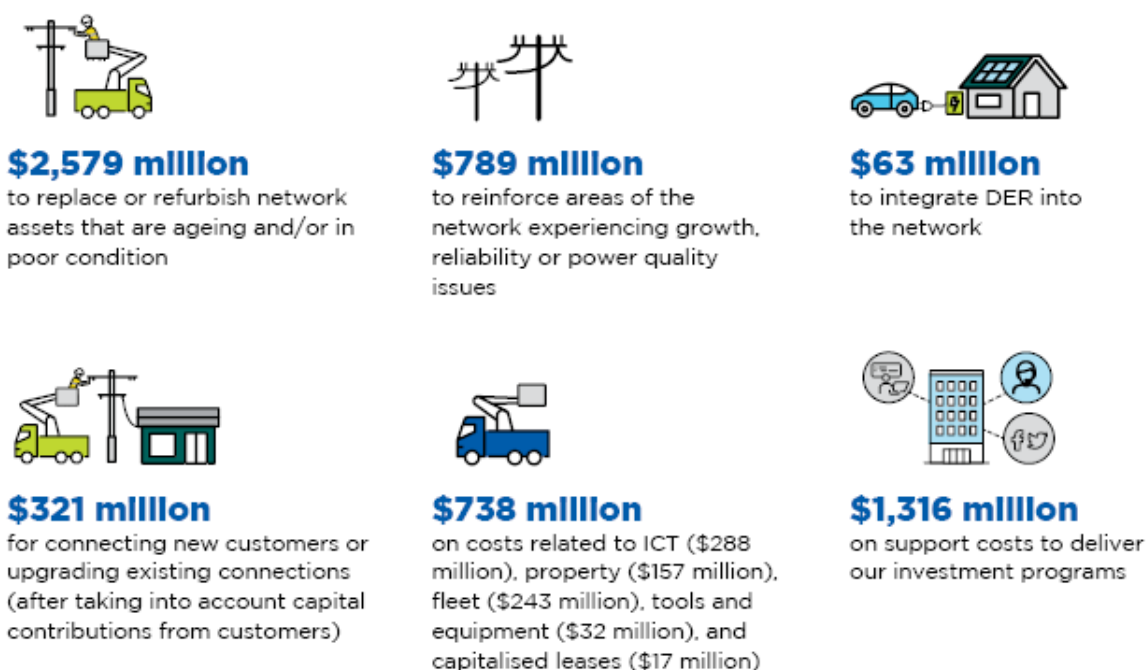 $2,579 million
to replace or refurbish network
assets that are ageing and/or in
poor condition
$789 million
to reinforce areas of the
network experiencing growth,
reliability or power quality
issues
$63 million
to integrate DER into
the network
$321 million
for connecting new customers or
upgrading existing connections
(after taking into account capital
contributions from customers)
$738 million
on costs related to ICT ($288
million), property ($157 million),
fleet ($243 million), tools and
equipment ($32 million), and
capitalised leases ($17 million)
$1,316 million
on support costs to deliver
our investment programs